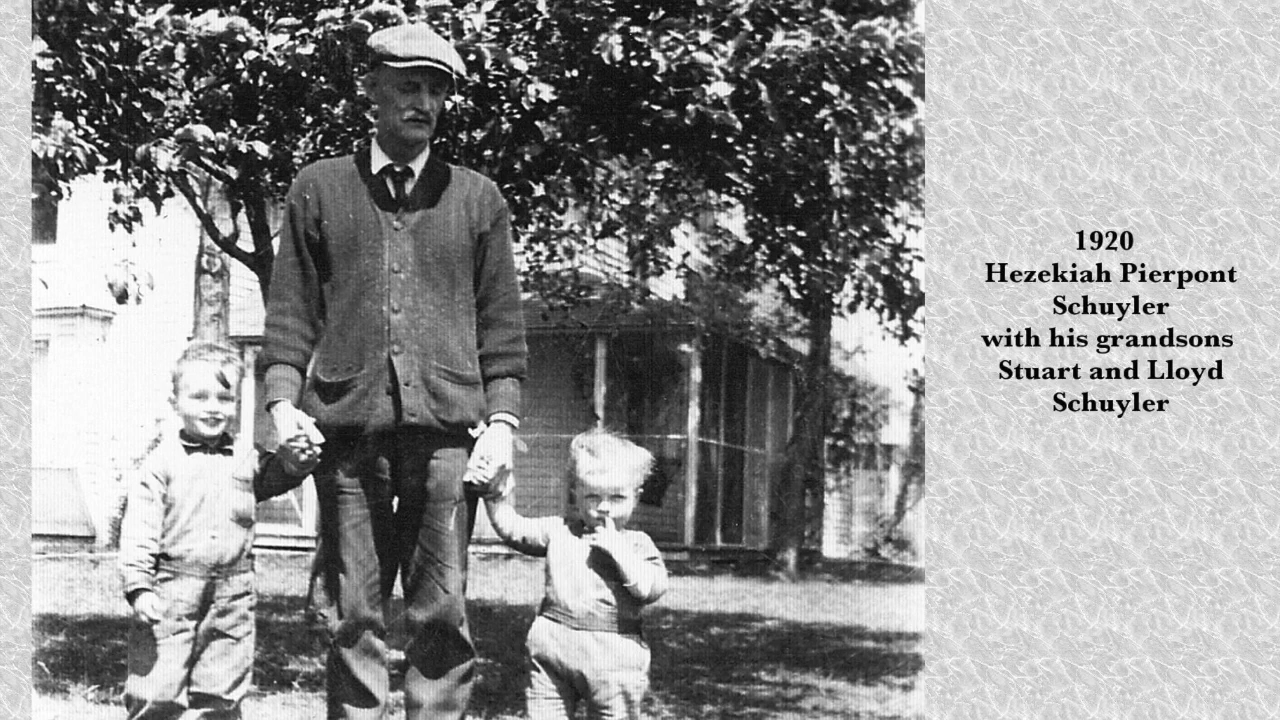 1920
Hezekiah Pierpont
Schuyler
with his grandsons
Stuart and Lloyd
Schuyler